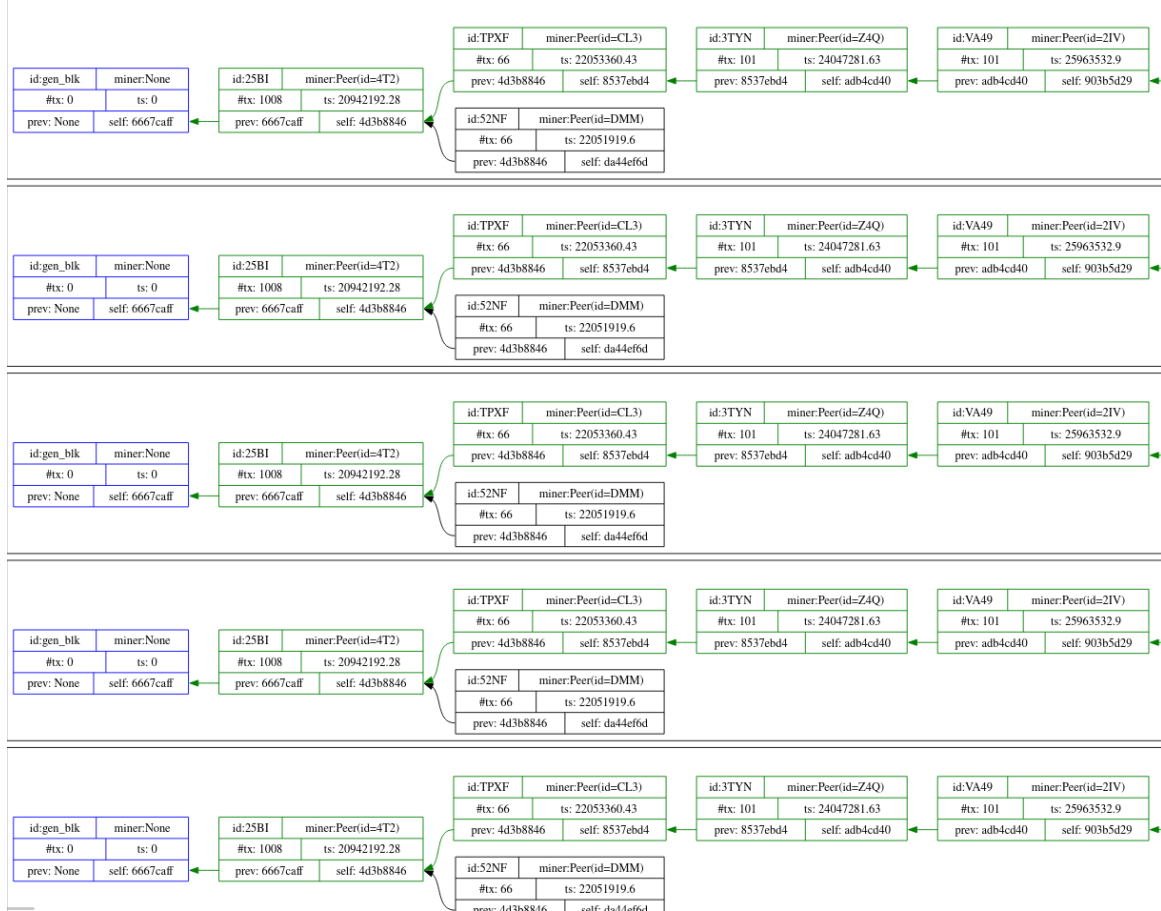 id:TPXF miner:Peer(id=CL3) id:3TYN miner:Peer(id=Z4Q) id:VA49 miner:Peer(id=2IV)
#tx: 66 ts: 22053360.43 #tx: 101 ts: 24047281.63 #tx: 101 ts: 25963532.9
id:gen_blk miner:None id:25BI miner:Peer(id=4T2) prev: 4d3b8846 self: 8537ebd4 prev: 8537ebd4 self: adb4cd40 prev: adb4cd40 self: 903b5d29
#tx: 0 ts: 0 #tx: 1008 ts: 20942192.28
prev: None self: 6667caff prev: 6667caff self: 4d3b8846 id:52NF miner:Peer(id=DMM)
#tx: 66 ts: 22051919.6
prev: 4d3b8846 self: da44ef6d
id:TPXF miner:Peer(id=CL3) id:3TYN miner:Peer(id=Z4Q) id:VA49 miner:Peer(id=2IV)
#tx: 66 ts: 22053360.43 #tx: 101 ts: 24047281.63 #tx: 101 ts: 25963532.9
id:gen_blk miner:None id:25BI miner:Peer(id=4T2) prev: 4d3b8846 self: 8537ebd4 prev: 8537ebd4 self: adb4cd40 prev: adb4cd40 self: 903b5d29
#tx: 0 ts: 0 #tx: 1008 ts: 20942192.28
prev: None self: 6667caff prev: 6667caff self: 4d3b8846 id:52NF miner:Peer(id=DMM)
#tx: 66 ts: 22051919.6
prev: 4d3b8846 self: da44ef6d
id:TPXF miner:Peer(id=CL3) id:3TYN miner:Peer(id=Z4Q) id:VA49 miner:Peer(id=2IV)
#tx: 66 ts: 22053360.43 #tx: 101 ts: 24047281.63 #tx: 101 ts: 25963532.9
id:gen_blk miner:None id:25BI miner:Peer(id=4T2) prev: 4d3b8846 self: 8537ebd4 prev: 8537ebd4 self: adb4cd40 prev: adb4cd40 self: 903b5d29
#tx: 0 ts: 0 #tx: 1008 ts: 20942192.28
prev: None self: 6667caff prev: 6667caff self: 4d3b8846 id:52NF miner:Peer(id=DMM)
#tx: 66 ts: 22051919.6
prev: 4d3b8846 self: da44ef6d
id:TPXF miner:Peer(id=CL3) id:3TYN miner:Peer(id=Z4Q) id:VA49 miner:Peer(id=2IV)
#tx: 66 ts: 22053360.43 #tx: 101 ts: 24047281.63 #tx: 101 ts: 25963532.9
id:gen_blk miner:None id:25BI miner:Peer(id=4T2) prev: 4d3b8846 self: 8537ebd4 prev: 8537ebd4 self: adb4cd40 prev: adb4cd40 self: 903b5d29
#tx: 0 ts: 0 #tx: 1008 ts: 20942192.28
prev: None self: 6667caff prev: 6667caff self: 4d3b8846 id:52NF miner:Peer(id=DMM)
#tx: 66 ts: 22051919.6
prev: 4d3b8846 self: da44ef6d
id:TPXF miner:Peer(id=CL3) id:3TYN miner:Peer(id=Z4Q) id:VA49 miner:Peer(id=2IV)
#tx: 66 ts: 22053360.43 #tx: 101 ts: 24047281.63 #tx: 101 ts: 25963532.9
id:gen_blk miner:None id:25BI miner:Peer(id=4T2) prev: 4d3b8846 self: 8537ebd4 prev: 8537ebd4 self: adb4cd40 prev: adb4cd40 self: 903b5d29
#tx: 0 ts: 0 #tx: 1008 ts: 20942192.28
prev: None self: 6667caff prev: 6667caff self: 4d3b8846 id:52NF miner:Peer(id=DMM)
#tx: 66 ts: 22051919.6
prev: 4d3b8846 self: da44ef6d